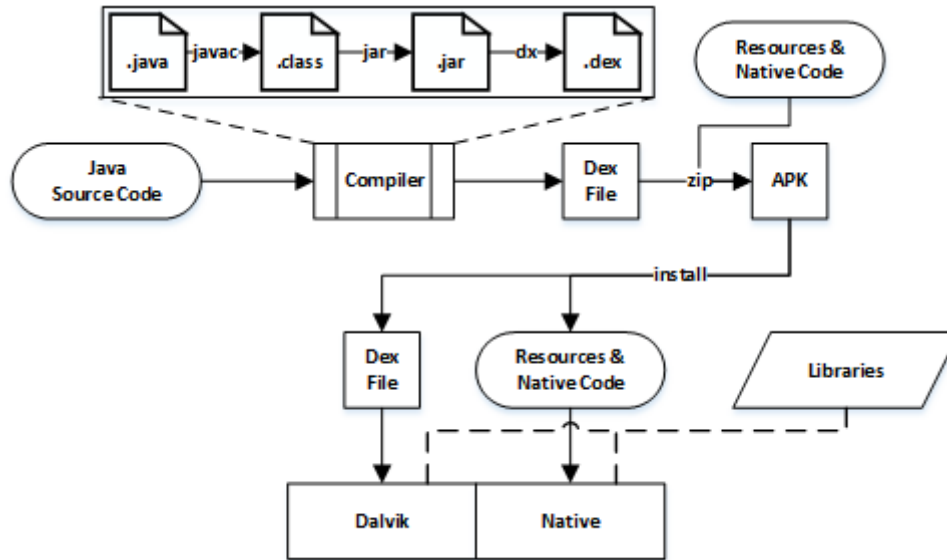 .java
javac
.class
jar
.jar
dx
.dex
Resources &
Native Code
Java
Source Code
Compiler
Dex
File
zip
APK
install
Dex
File
Resources &
Native Code
Libraries
Dalvik
Native